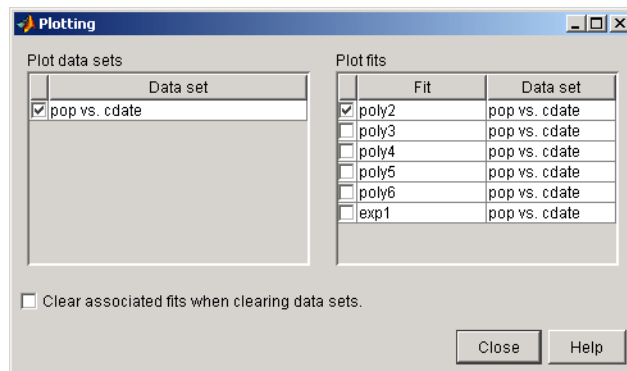 Plotting
Plot data sets
Data set
pop vs. cdate
Plot fits
Fit Data set
poly2 pop vs. cdate
poly3 pop vs. cdate
poly4 pop vs. cdate
poly5 pop vs. cdate
poly6 pop vs. cdate
exp1 pop vs. cdate
Clear associated fits when clearing data sets.
Close Help